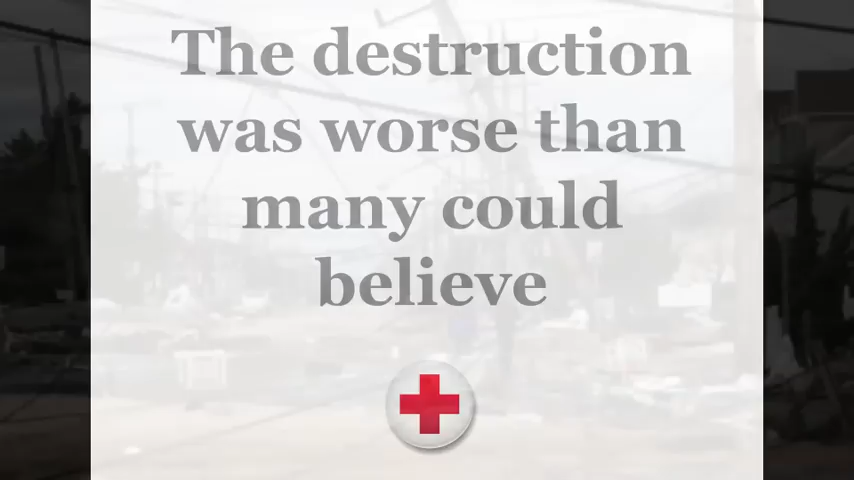 The destruction
was worse than
many could
believe